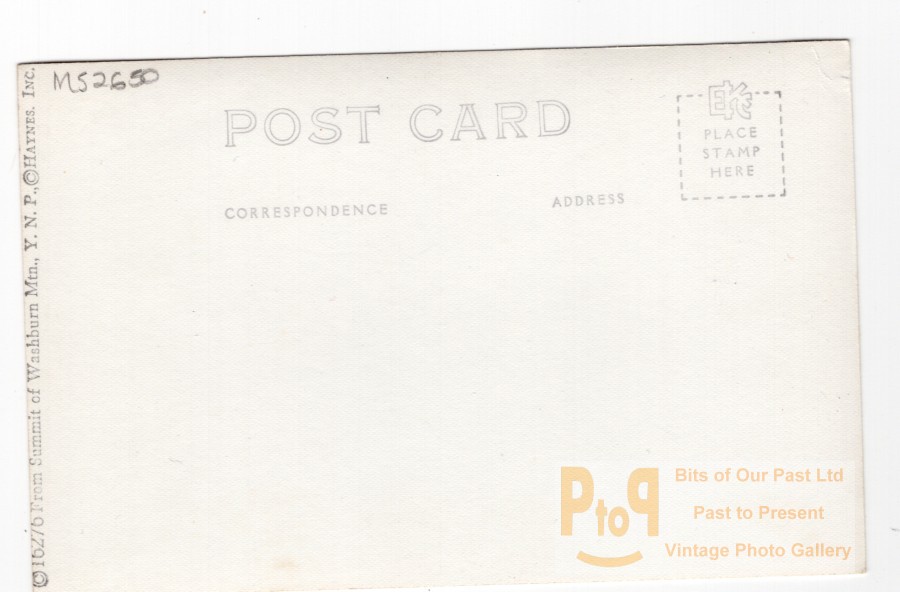 MS2650
POST CARD
EKC
PLACE
STAMP
HERE
CORRESPONDENCE
ADDRESS
©16276 From Summit of Washburn Mtn., Y. N. P., ©HAYNES. INC.
PtoP
Bits of Our Past Ltd
Past to Present
Vintage Photo Gallery